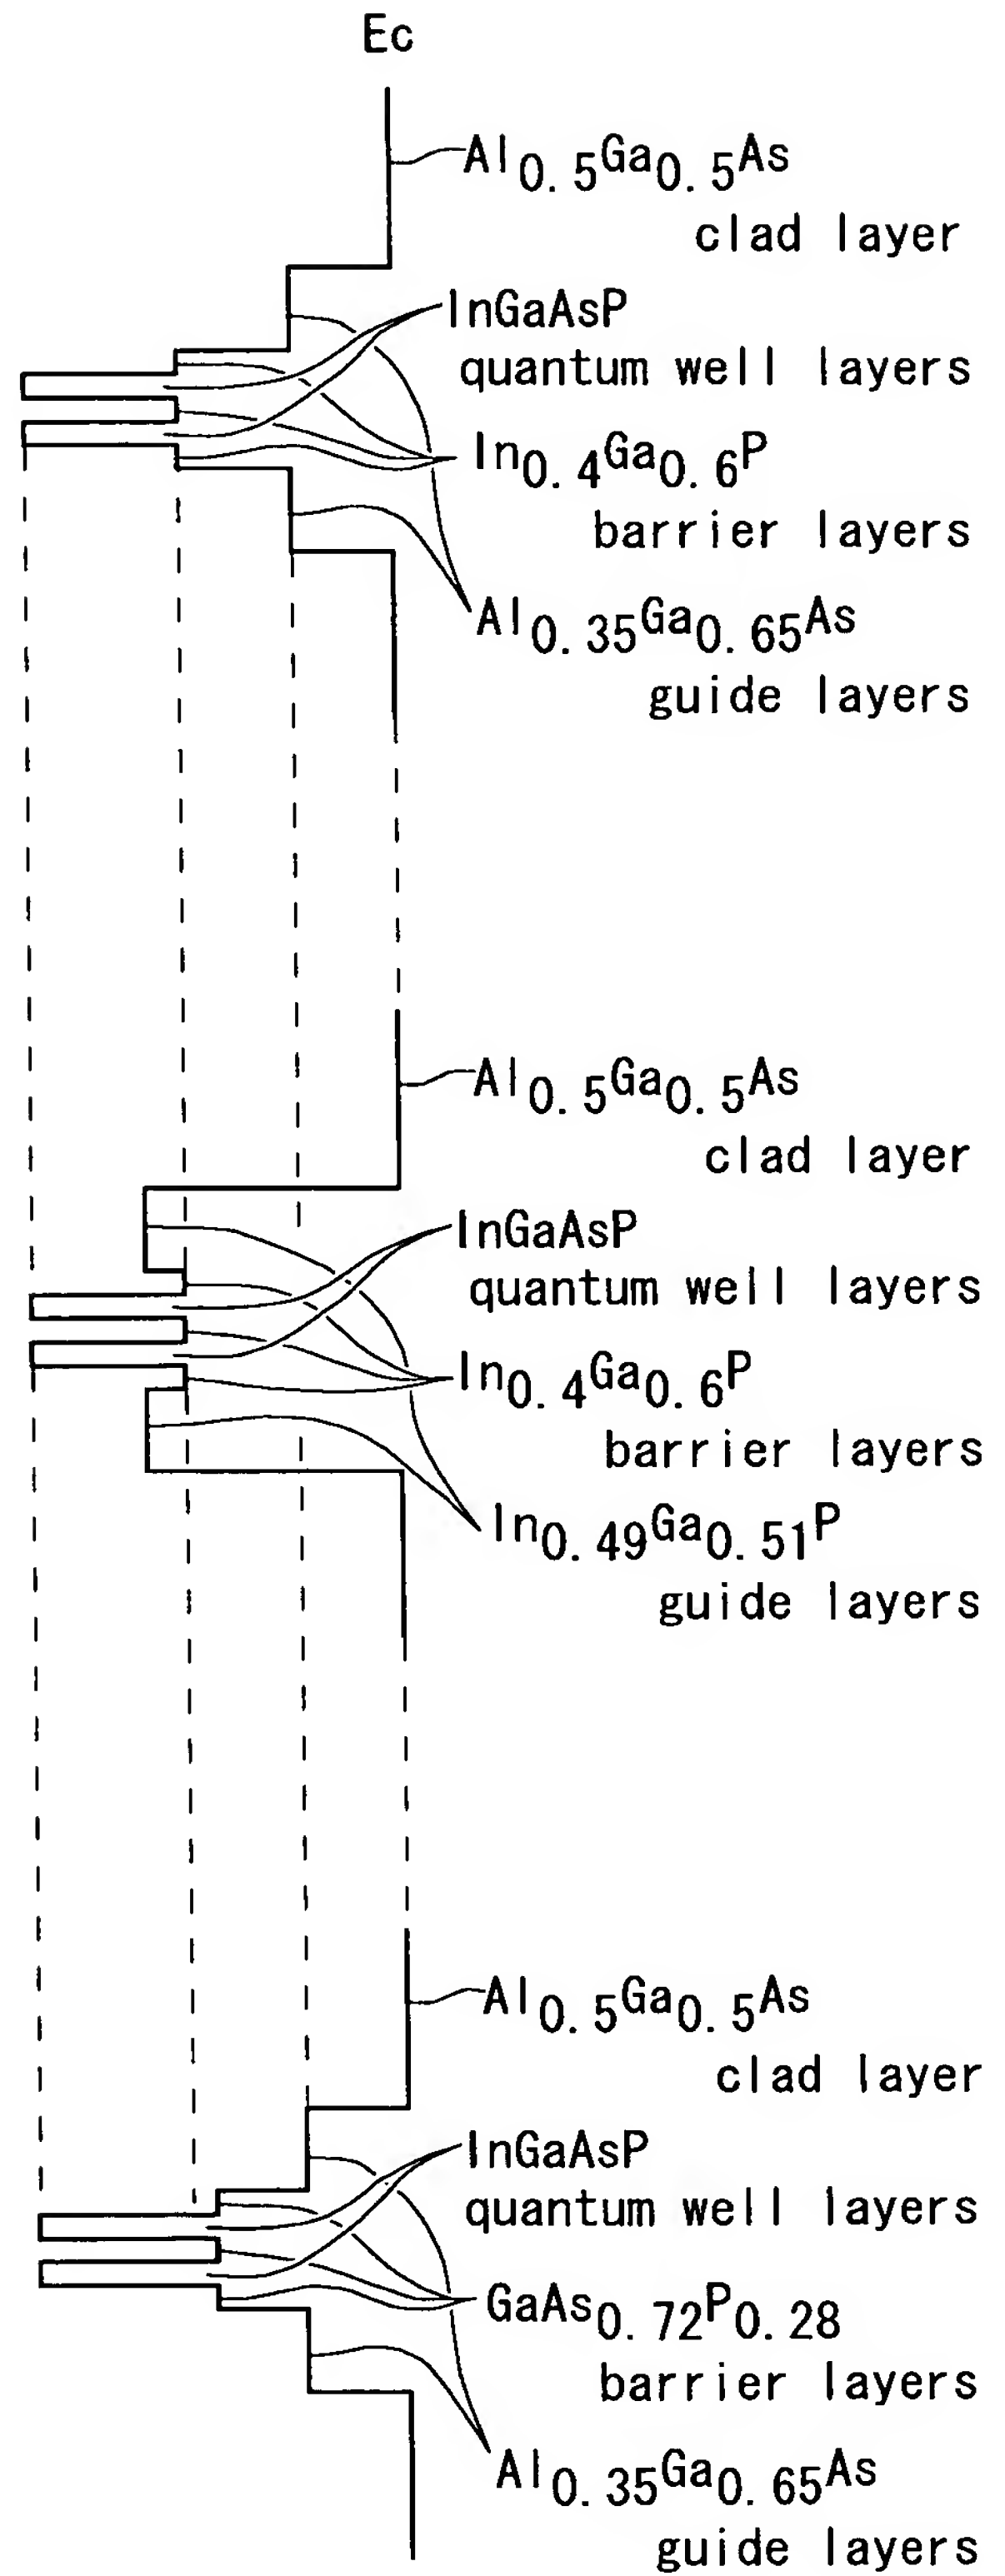 Ec
Al0.5Ga0.5As
clad layer
InGaAsP
quantum well layers
In0.4Ga0.6P
barrier layers
Al0.35Ga0.65As
guide layers
Al0.5Ga0.5As
clad layer
InGaAsP
quantum well layers
In0.4Ga0.6P
barrier layers
In0.49Ga0.51P
guide layers
Al0.5Ga0.5As
clad layer
InGaAsP
quantum well layers
GaAs0.72P0.28
barrier layers
Al0.35Ga0.65As
guide layers